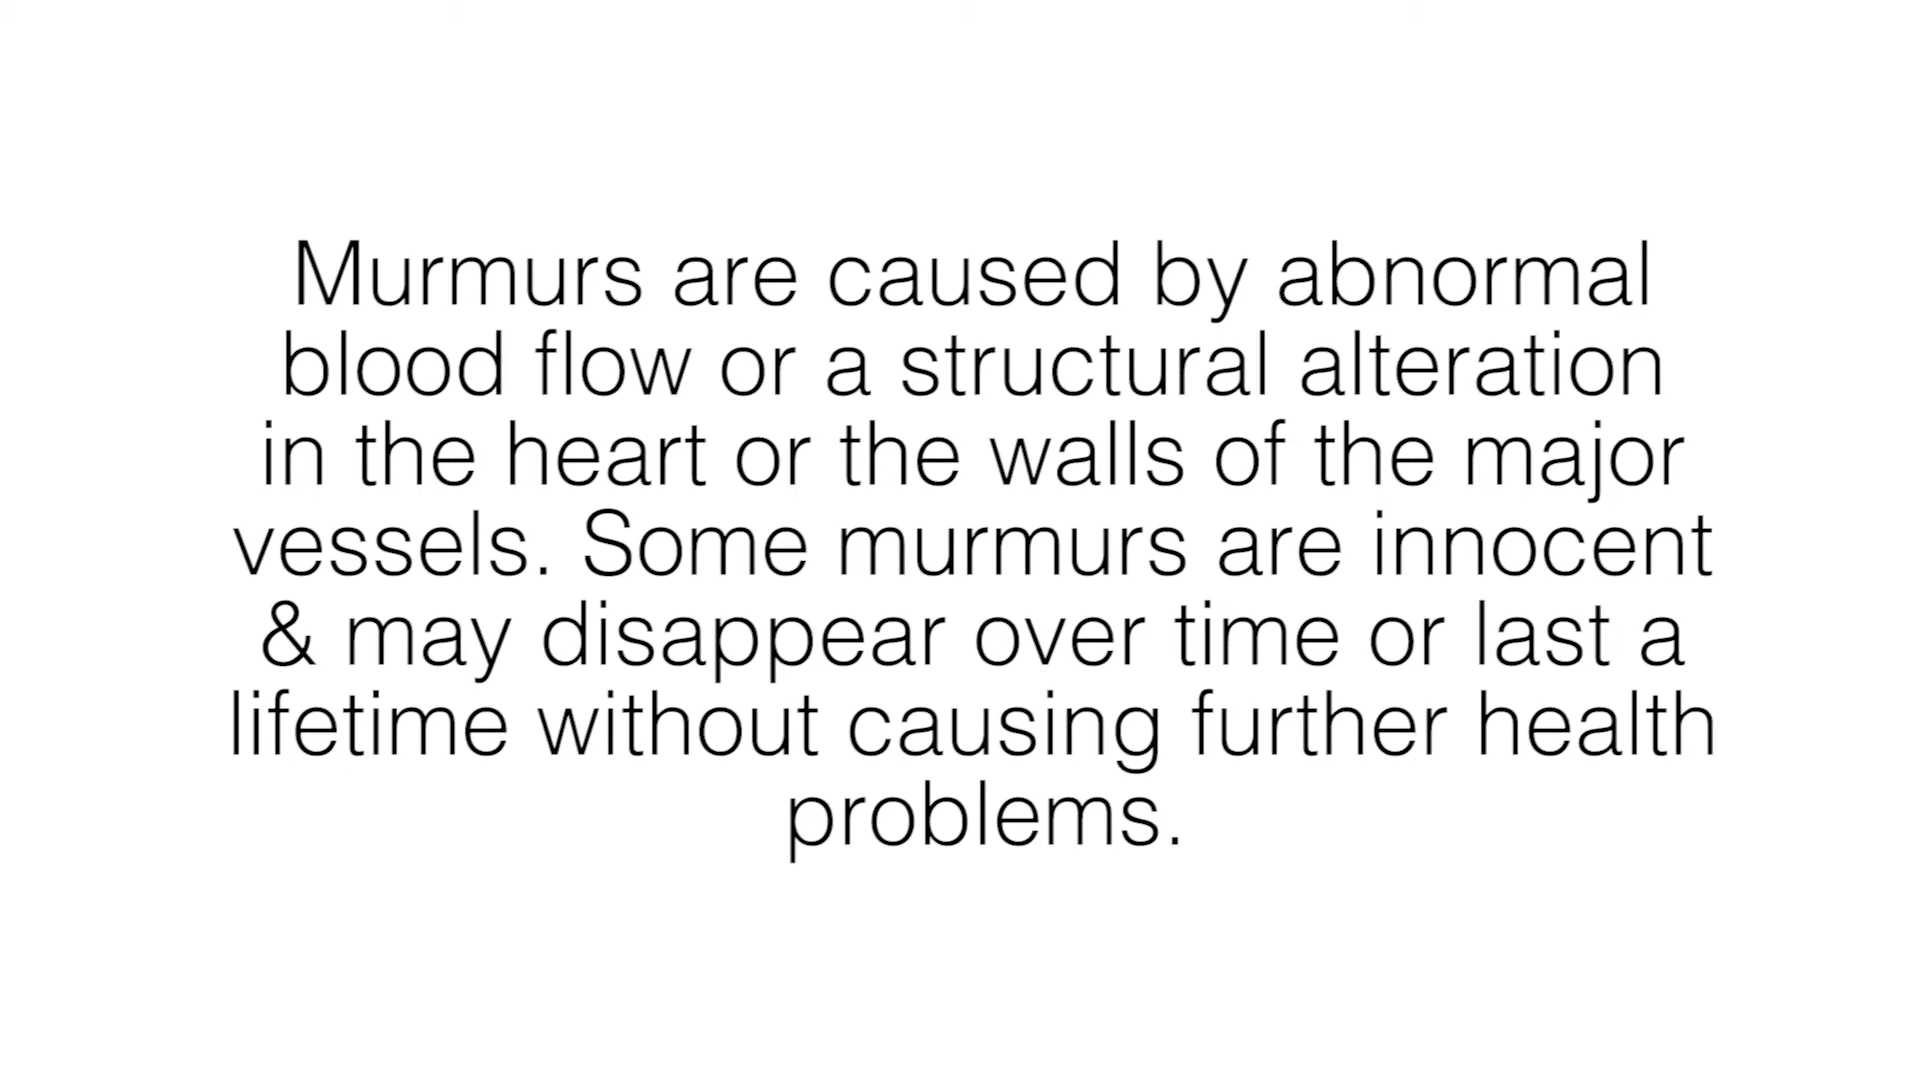 Murmurs are caused by abnormal
blood flow or a structural alteration
in the heart or the walls of the major
vessels. Some murmurs are innocent
& may disappear over time or last a
lifetime without causing further health
problems.